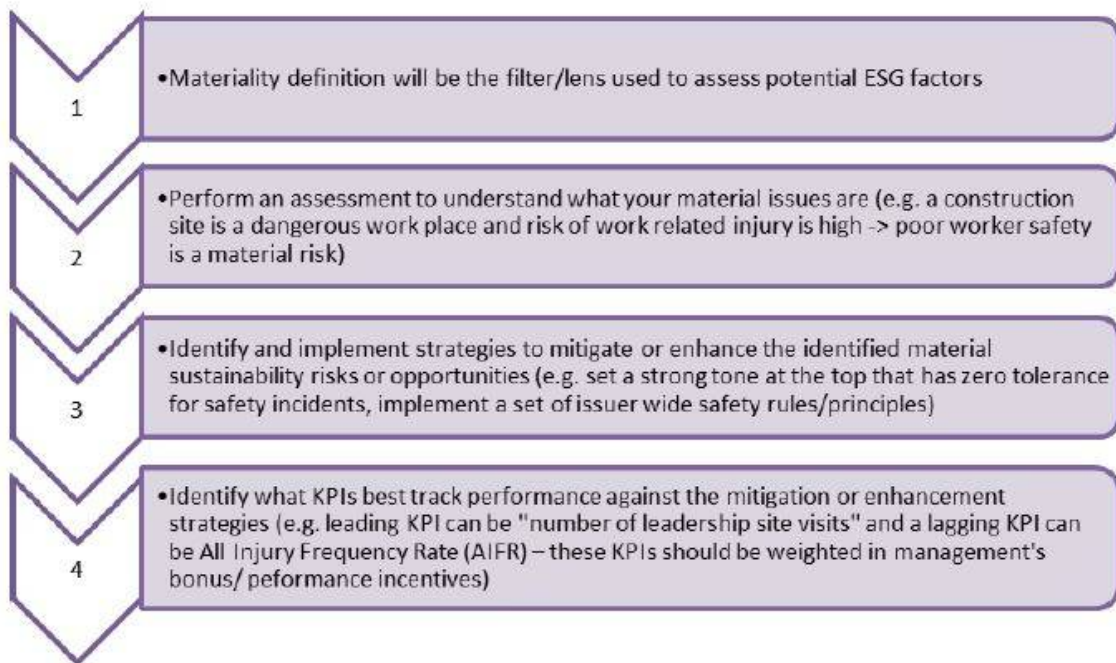 1
•Materiality definition will be the filter/lens used to assess potential ESG factors
2
•Perform an assessment to understand what your material issues are (e.g. a construction
site is a dangerous work place and risk of work related injury is high -> poor worker safety
is a material risk)
3
•Identify and implement strategies to mitigate or enhance the identified material
sustainability risks or opportunities (e.g. set a strong tone at the top that has zero tolerance
for safety incidents, implement a set of issuer wide safety rules/principles)
4
•Identify what KPIs best track performance against the mitigation or enhancement
strategies (e.g. leading KPI can be "number of leadership site visits" and a lagging KPI can
be All Injury Frequency Rate (AIFR) – these KPIs should be weighted in management's
bonus/ peformance incentives)